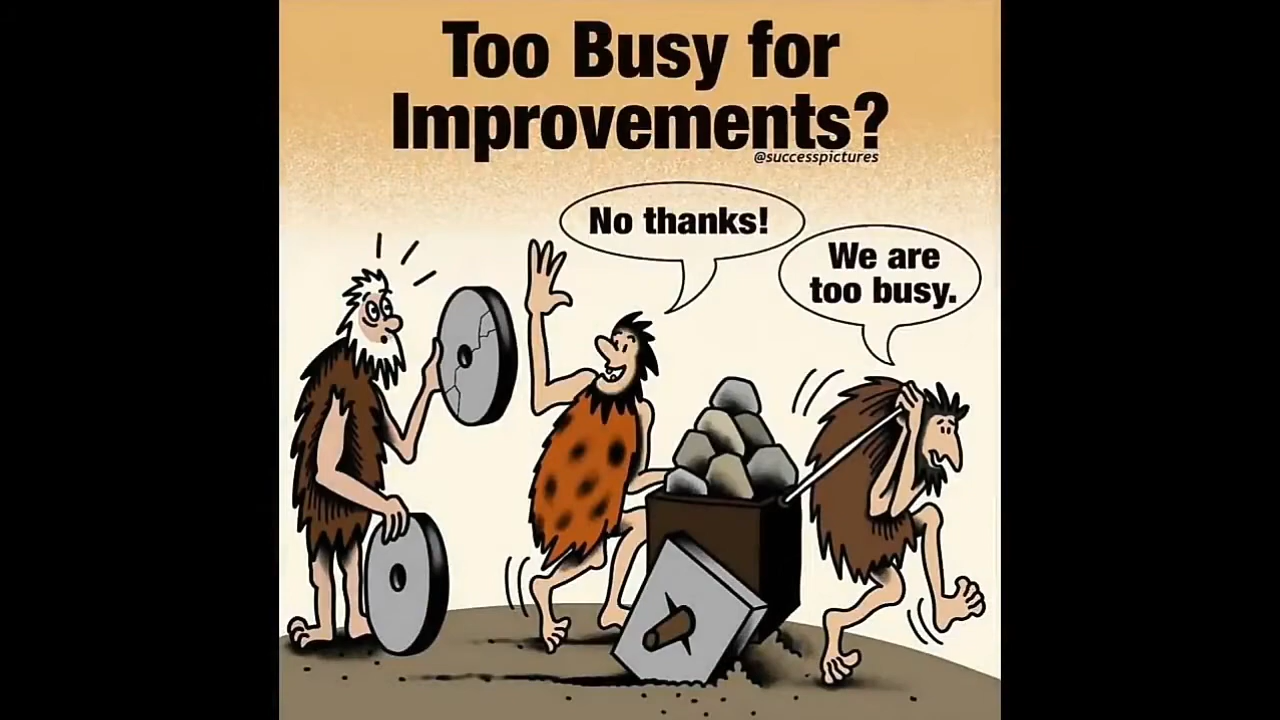 Too Busy for
Improvements?
@successpictures
No thanks!
We are
too busy.